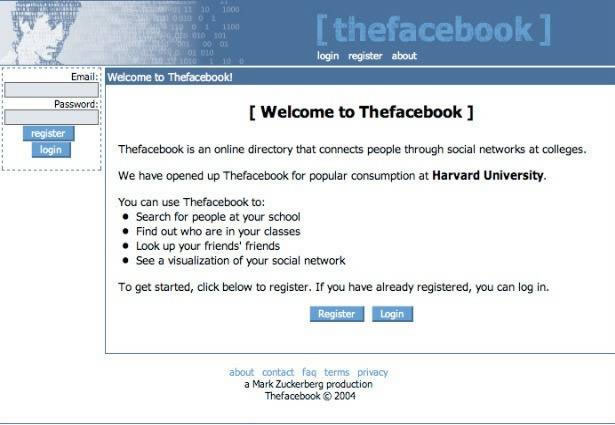 [ thefacebook ]
login register about
Email:
Password:
register
login
Welcome to Thefacebook!
[ Welcome to Thefacebook ]
Thefacebook is an online directory that connects people through social networks at colleges.
We have opened up Thefacebook for popular consumption at Harvard University.
You can use Thefacebook to:
• Search for people at your school
• Find out who are in your classes
• Look up your friends' friends
• See a visualization of your social network
To get started, click below to register. If you have already registered, you can log in.
Register Login
about contact faq terms privacy
a Mark Zuckerberg production
Thefacebook © 2004